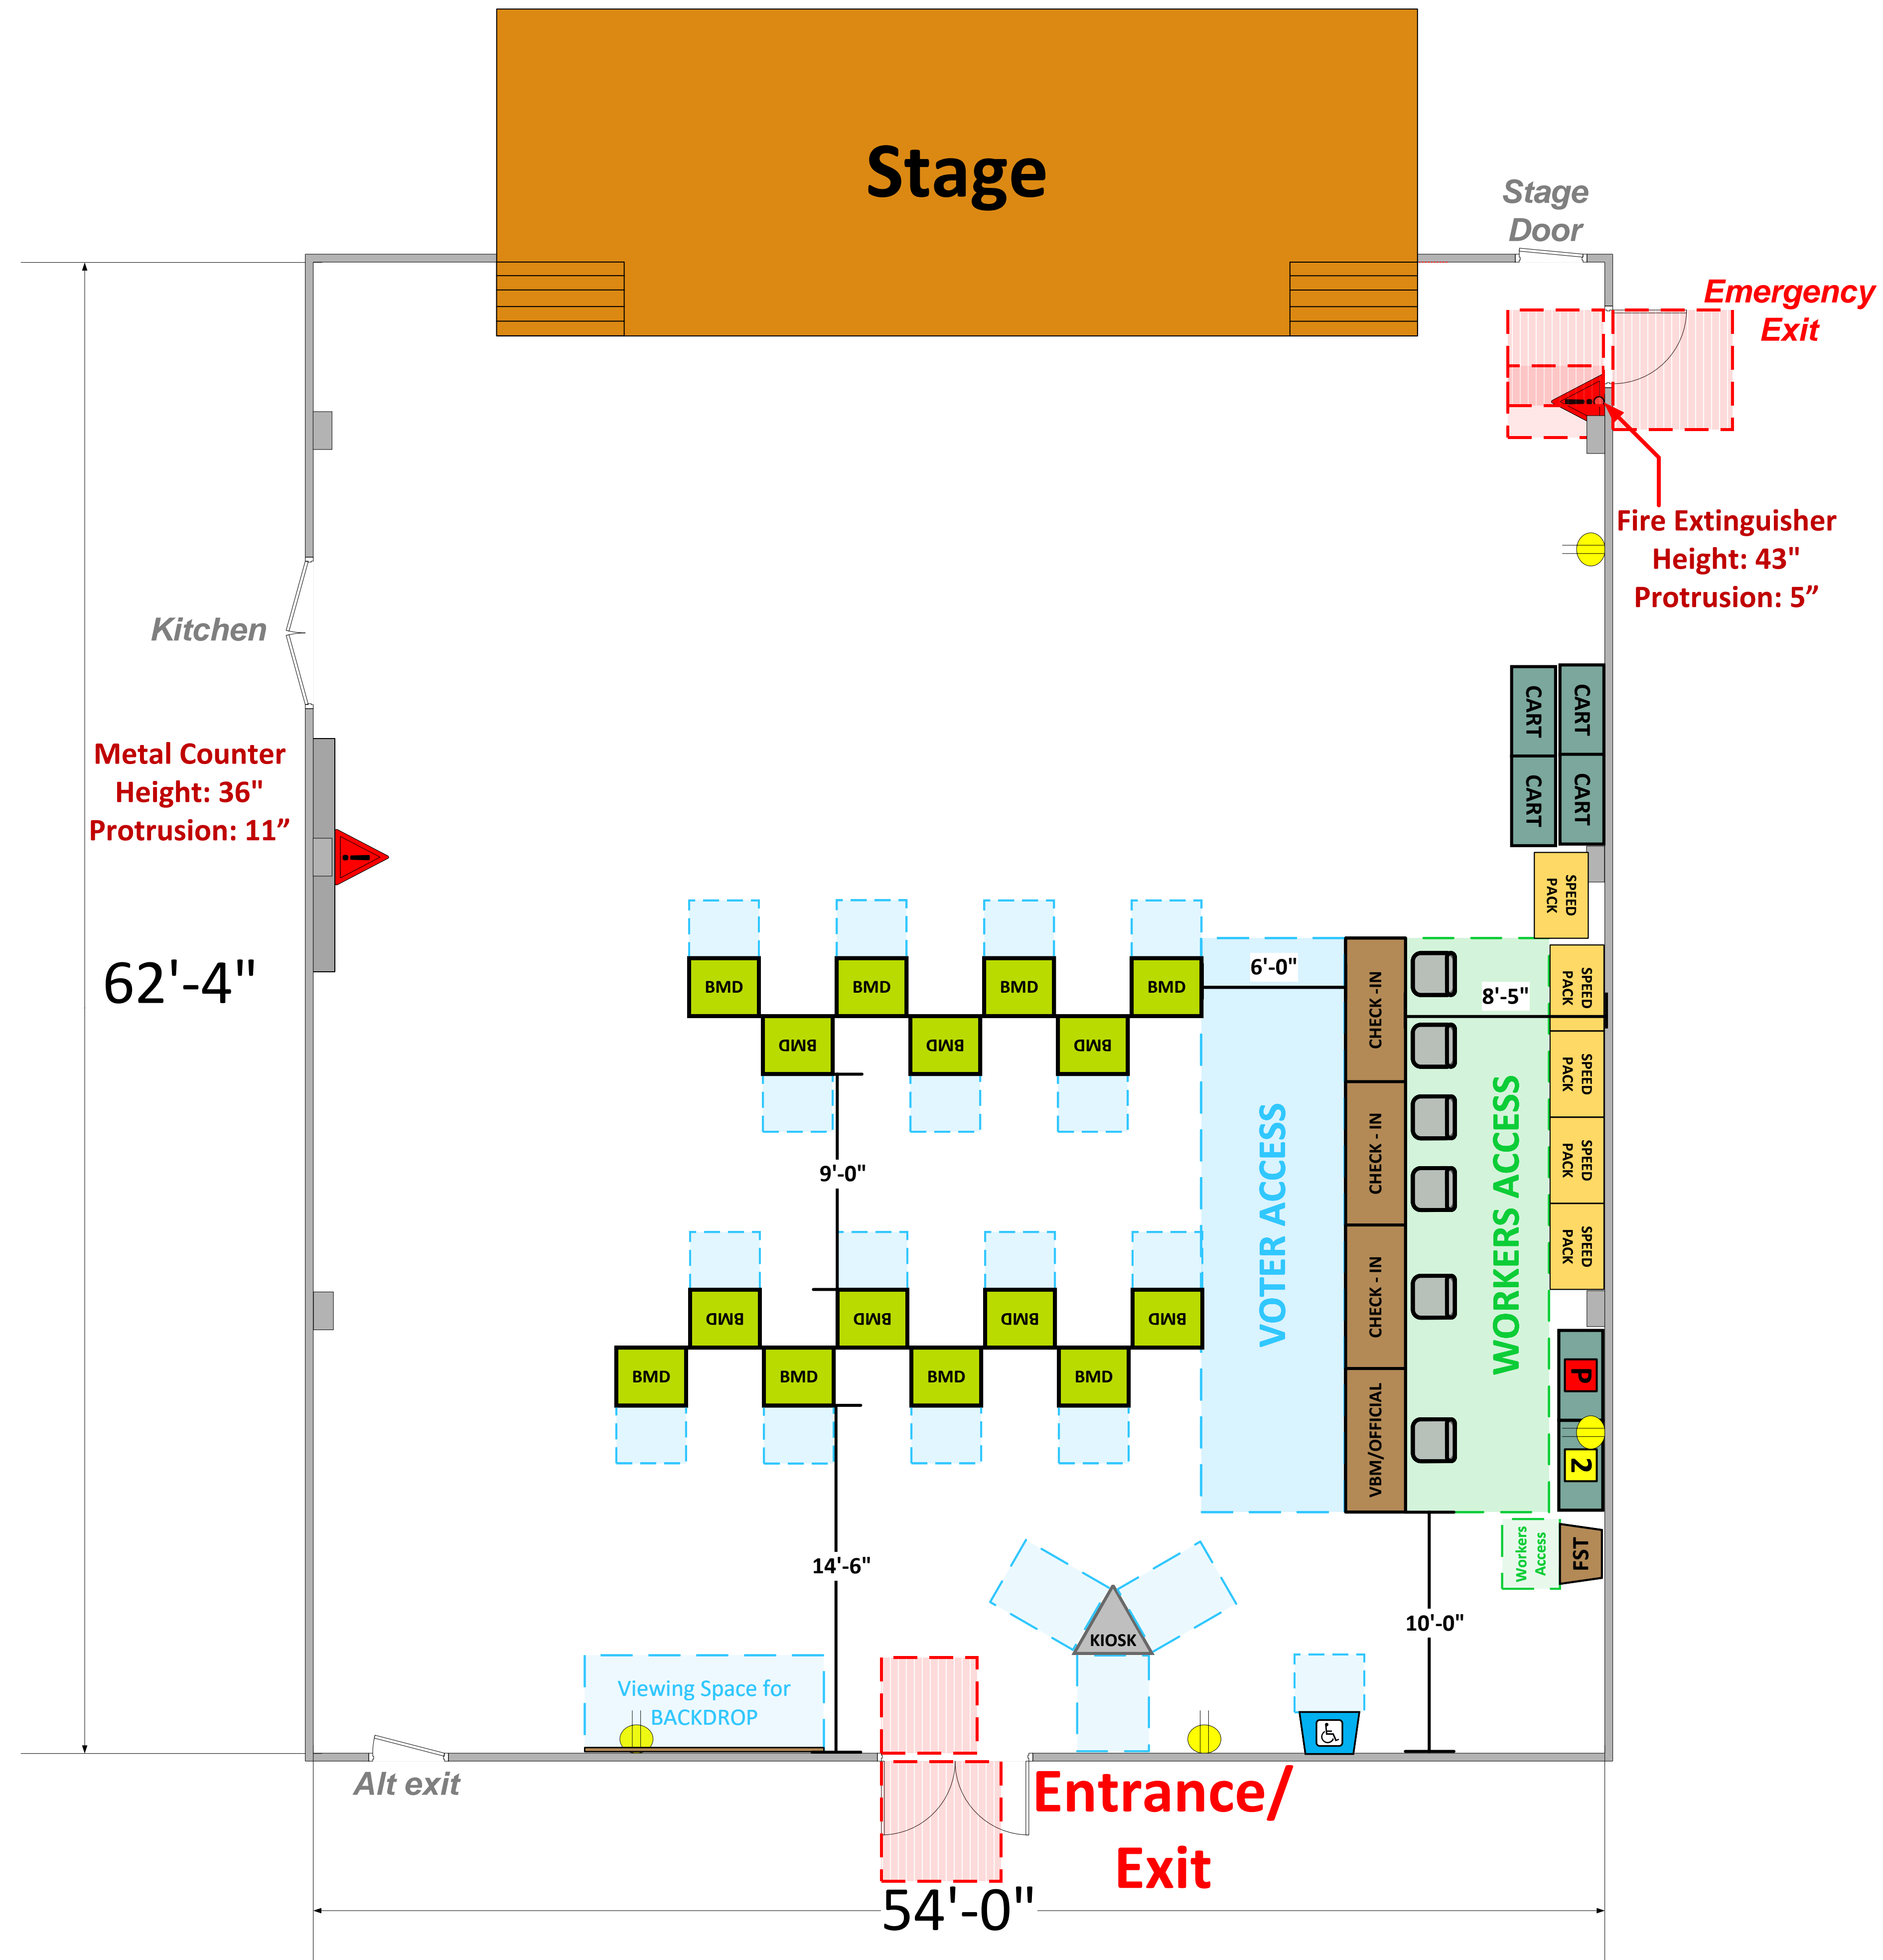 Stage
Stage
Door
Emergency
Exit
Fire Extinguisher
Height: 43"
Protrusion: 5”
Kitchen
Metal Counter
Height: 36"
Protrusion: 11”
62'-4"
CART
CART
CART
CART
SPEED
PACK
SPEED
PACK
SPEED
PACK
SPEED
PACK
SPEED
PACK
BMD
BMD
BMD
BMD
BMD
BMD
BMD
6'-0"
8'-5"
CHECK -IN
CHECK - IN
CHECK - IN
VBM/OFFICIAL
VOTER ACCESS
WORKERS ACCESS
9'-0"
BMD
BMD
BMD
BMD
BMD
BMD
BMD
BMD
P
2
FST
Workers
Access
14'-6"
10'-0"
KIOSK
Viewing Space for
BACKDROP
Alt exit
Entrance/
Exit
54'-0"